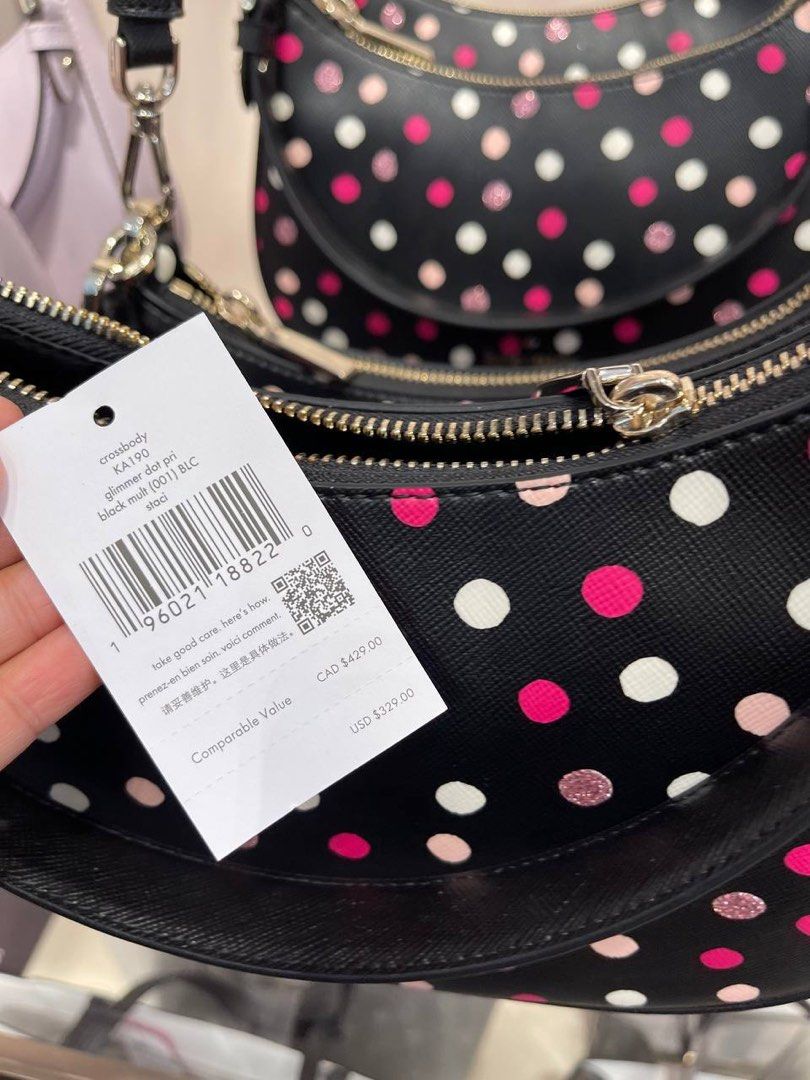 crossbody
KA190
glimmer dot pri
black mult (001) BLC
staci
1 96021 18822 0
take good care. here's how.
prenez-en bien soin. voici comment.
请妥善维护。这里是具体做法。
Comparable Value
CAD $429.00
USD $329.00